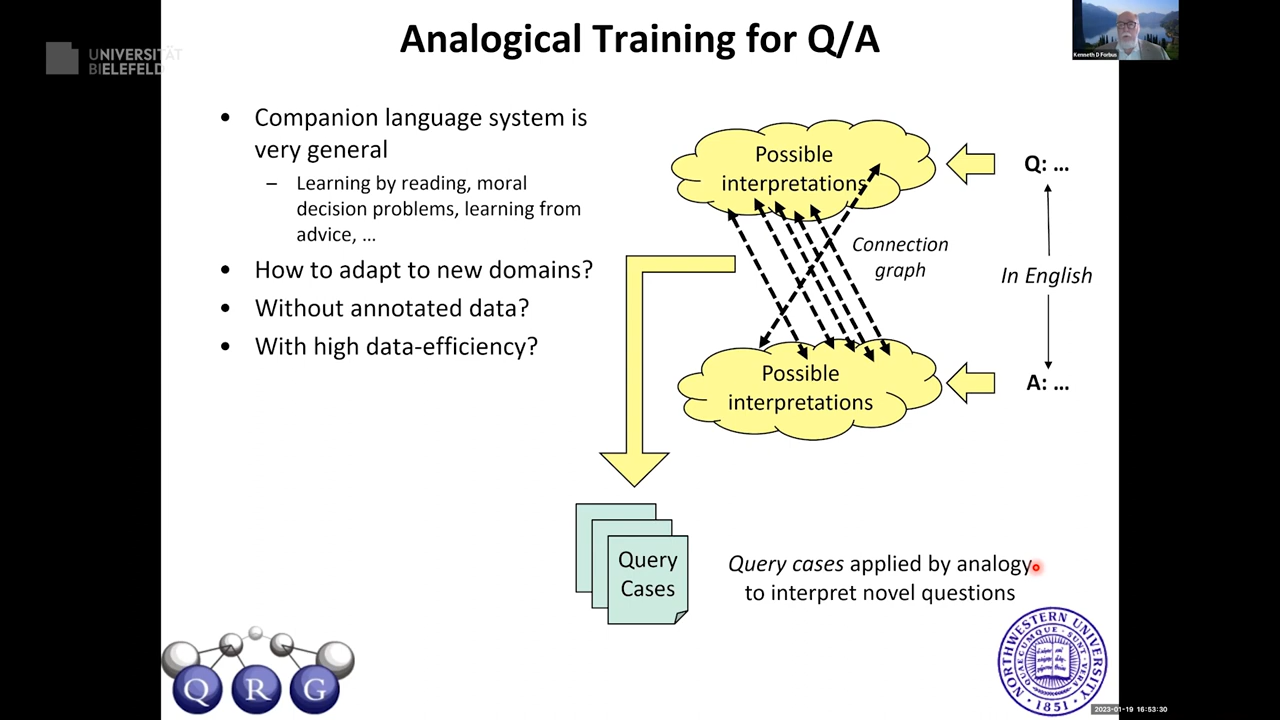 Analogical Training for Q/A
UNIVERSITÄT
BIELEFELD
Kenneth D Forbus
• Companion language system is
very general
– Learning by reading, moral
decision problems, learning from
advice, …
• How to adapt to new domains?
• Without annotated data?
• With high data-efficiency?
Possible
interpretations
Q: …
Connection
graph
In English
Possible
interpretations
A: …
Query
Cases
Query cases applied by analogy
to interpret novel questions
Q R G
NORTHWESTERN UNIVERSITY
QUAECUMQUE · SUNT · VERA
· 1851 ·
2023-01-19 16:53:30